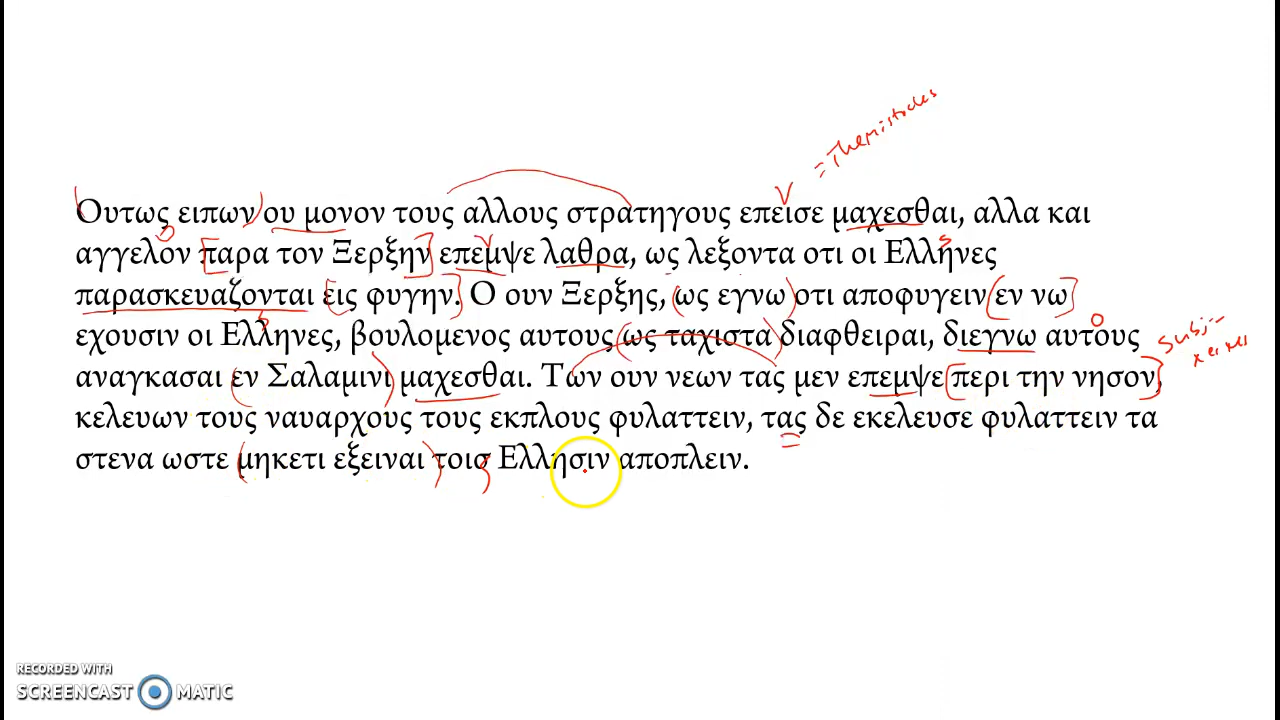 = Themistocles
V
Ουτως ειπων ου μονον τους αλλους στρατηγους επεισε μαχεσθαι, αλλα και
O V S
αγγελον παρα τον Ξερξην επεμψε λαθρα, ως λεξοντα οτι οι Ελληνες
παρασκευαζονται εις φυγην. Ο ουν Ξερξης, ως εγνω οτι αποφυγειν εν νω
S O
εχουσιν οι Ελληνες, βουλομενος αυτους ως ταχιστα διαφθειραι, διεγνω αυτους
Subj=
αναγκασαι εν Σαλαμινι μαχεσθαι. Των ουν νεων τας μεν επεμψε περι την νησον,
κελευων τους ναυαρχους τους εκπλους φυλαττειν, τας δε εκελευσε φυλαττειν τα
στενα ωστε μηκετι εξειναι τοις Ελλησιν αποπλειν.
RECORDED WITH
SCREENCAST MATIC